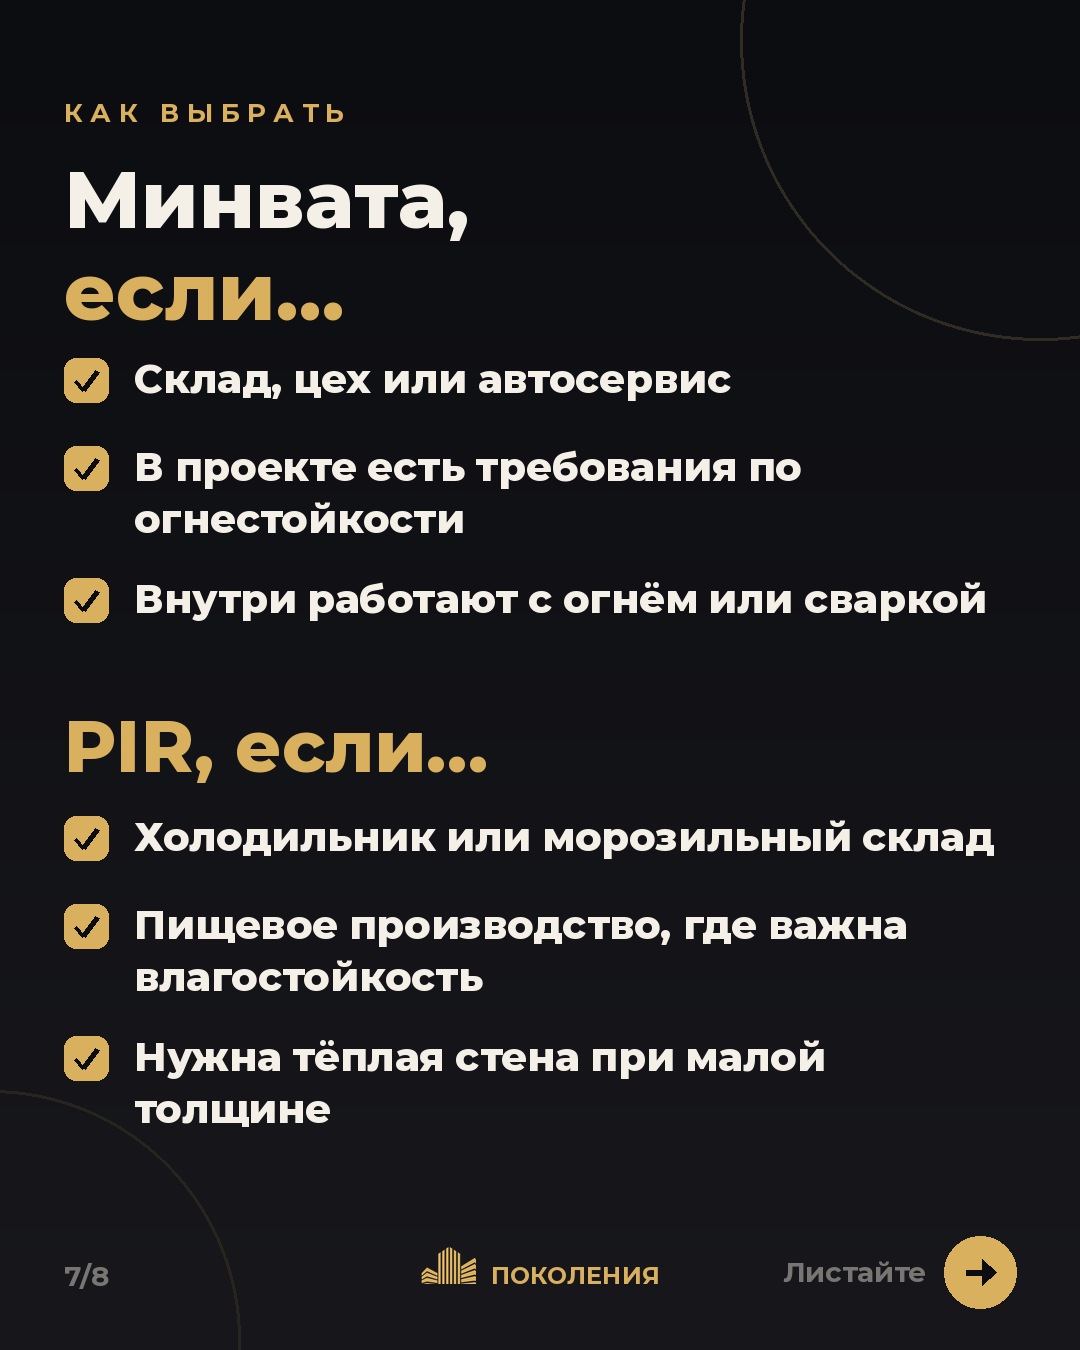 КАК ВЫБРАТЬ
Минвата,
если...
Склад, цех или автосервис
В проекте есть требования по
огнестойкости
Внутри работают с огнём или сваркой
PIR, если...
Холодильник или морозильный склад
Пищевое производство, где важна
влагостойкость
Нужна тёплая стена при малой
толщине
7/8
ПОКОЛЕНИЯ
Листайте